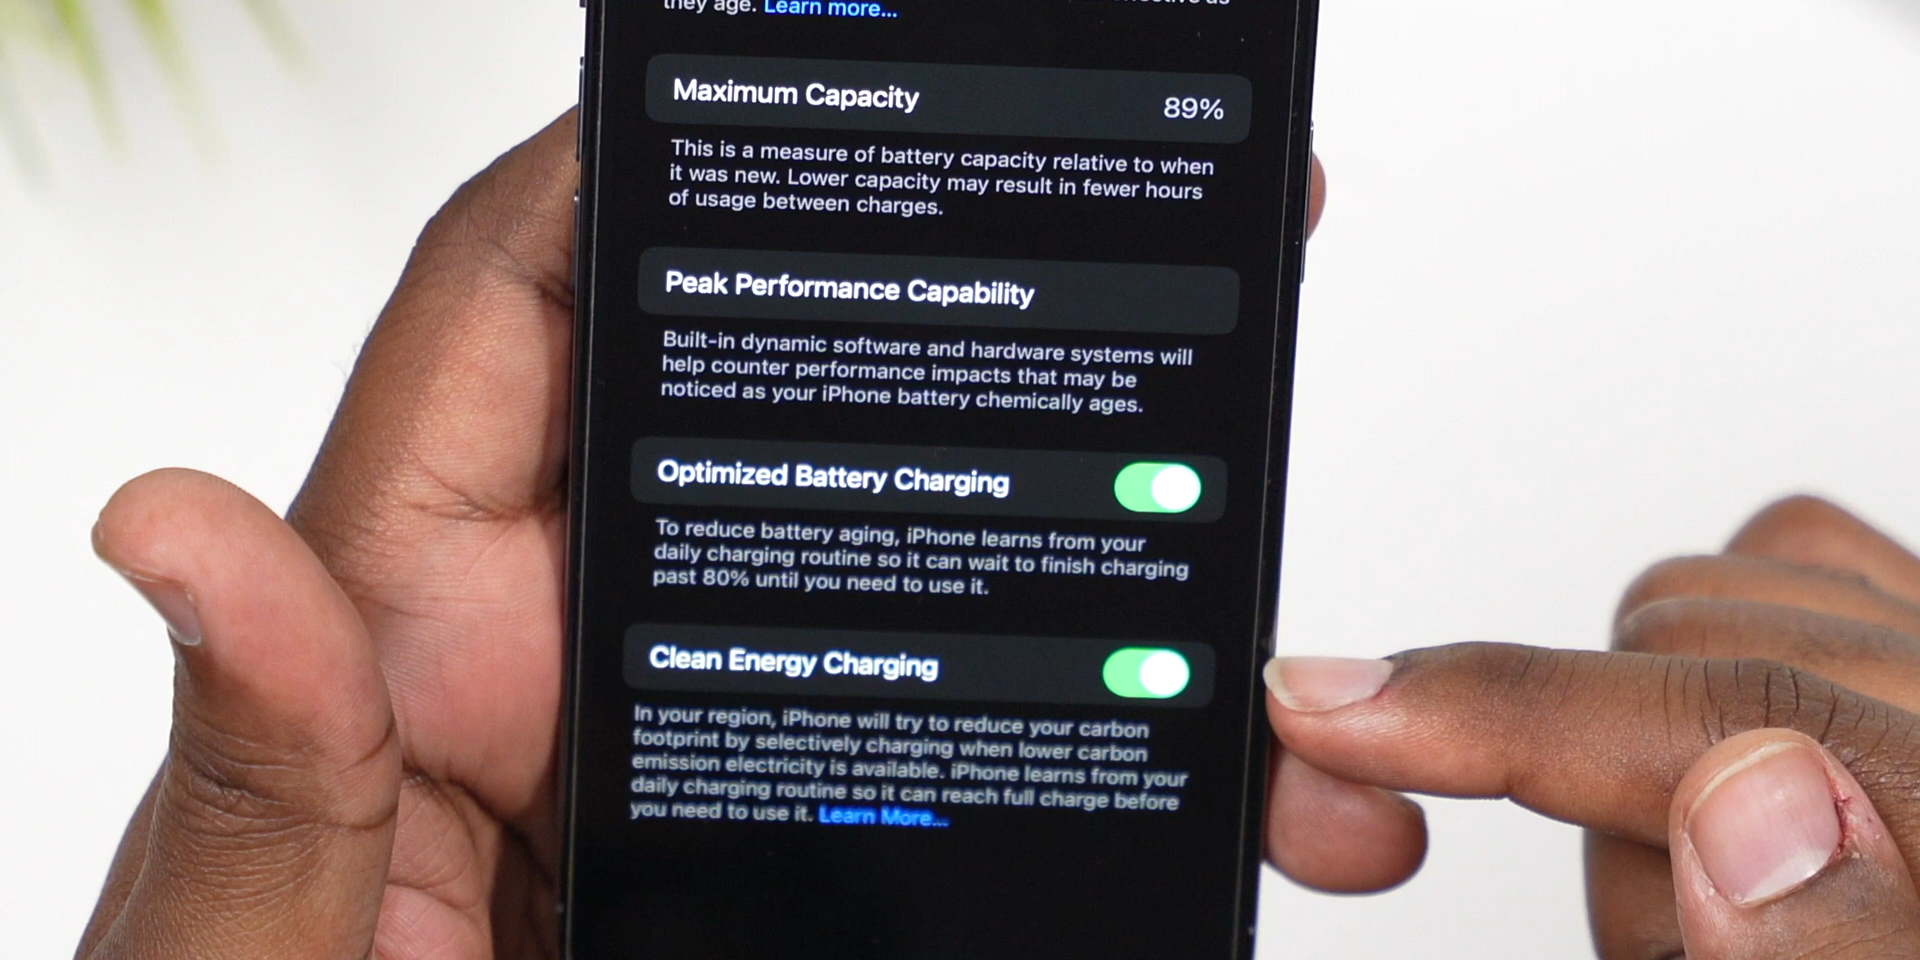 they age. Learn more...
Maximum Capacity 89%
This is a measure of battery capacity relative to when
it was new. Lower capacity may result in fewer hours
of usage between charges.
Peak Performance Capability
Built-in dynamic software and hardware systems will
help counter performance impacts that may be
noticed as your iPhone battery chemically ages.
Optimized Battery Charging
To reduce battery aging, iPhone learns from your
daily charging routine so it can wait to finish charging
past 80% until you need to use it.
Clean Energy Charging
In your region, iPhone will try to reduce your carbon
footprint by selectively charging when lower carbon
emission electricity is available. iPhone learns from your
daily charging routine so it can reach full charge before
you need to use it. Learn More...